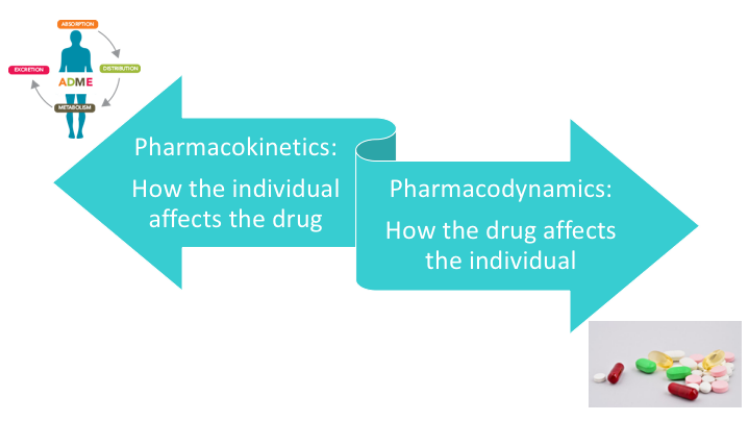 ABSORPTION
EXCRETION
DISTRIBUTION
ADME
METABOLISM
Pharmacokinetics:
How the individual
affects the drug
Pharmacodynamics:
How the drug affects
the individual